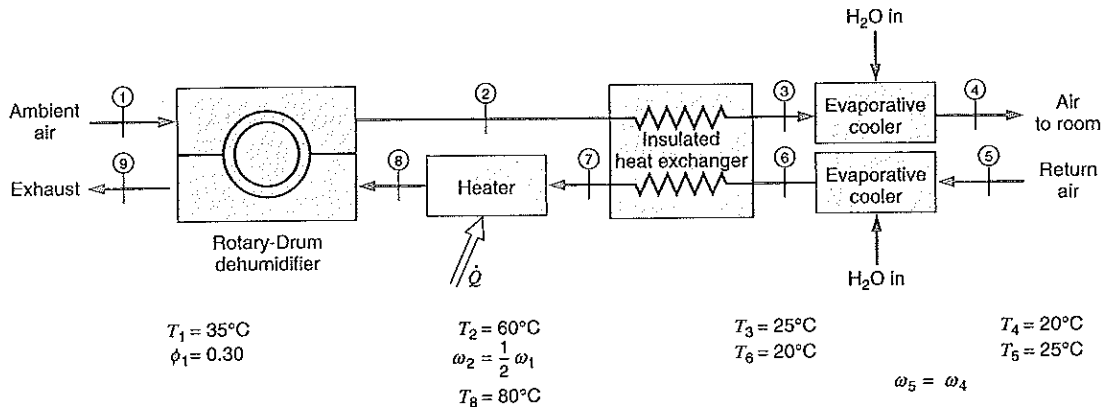 H₂O in
① ② ③ ④
Ambient air
Evaporative cooler
Air to room
Insulated heat exchanger
⑨ ⑧ ⑦ ⑥ ⑤
Exhaust
Heater
Evaporative cooler
Return air
Rotary-Drum dehumidifier
Q̇
H₂O in
T₁ = 35°C
ϕ₁ = 0.30
T₂ = 60°C
ω₂ = 1/2 ω₁
T₈ = 80°C
T₃ = 25°C
T₆ = 20°C
T₄ = 20°C
T₅ = 25°C
ω₅ = ω₄